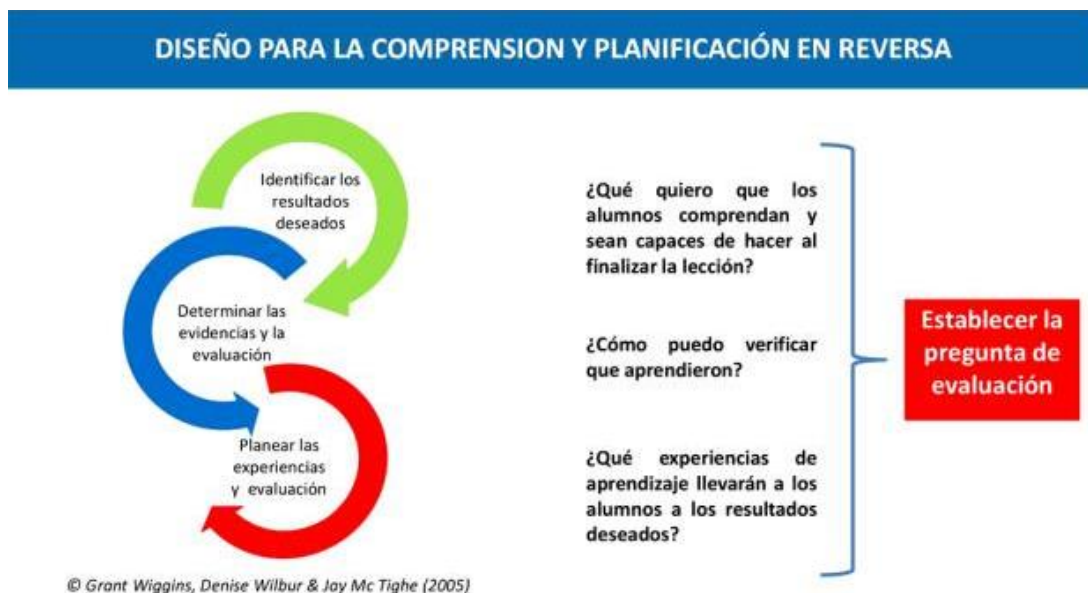 DISEÑO PARA LA COMPRENSION Y PLANIFICACIÓN EN REVERSA
Identificar los
resultados
deseados
¿Qué quiero que los
alumnos comprendan y
sean capaces de hacer al
finalizar la lección?
Determinar las
evidencias y la
evaluación
¿Cómo puedo verificar
que aprendieron?
Planear las
experiencias
y evaluación
¿Qué experiencias de
aprendizaje llevarán a los
alumnos a los resultados
deseados?
Establecer la
pregunta de
evaluación
© Grant Wiggins, Denise Wilbur & Jay Mc Tighe (2005)